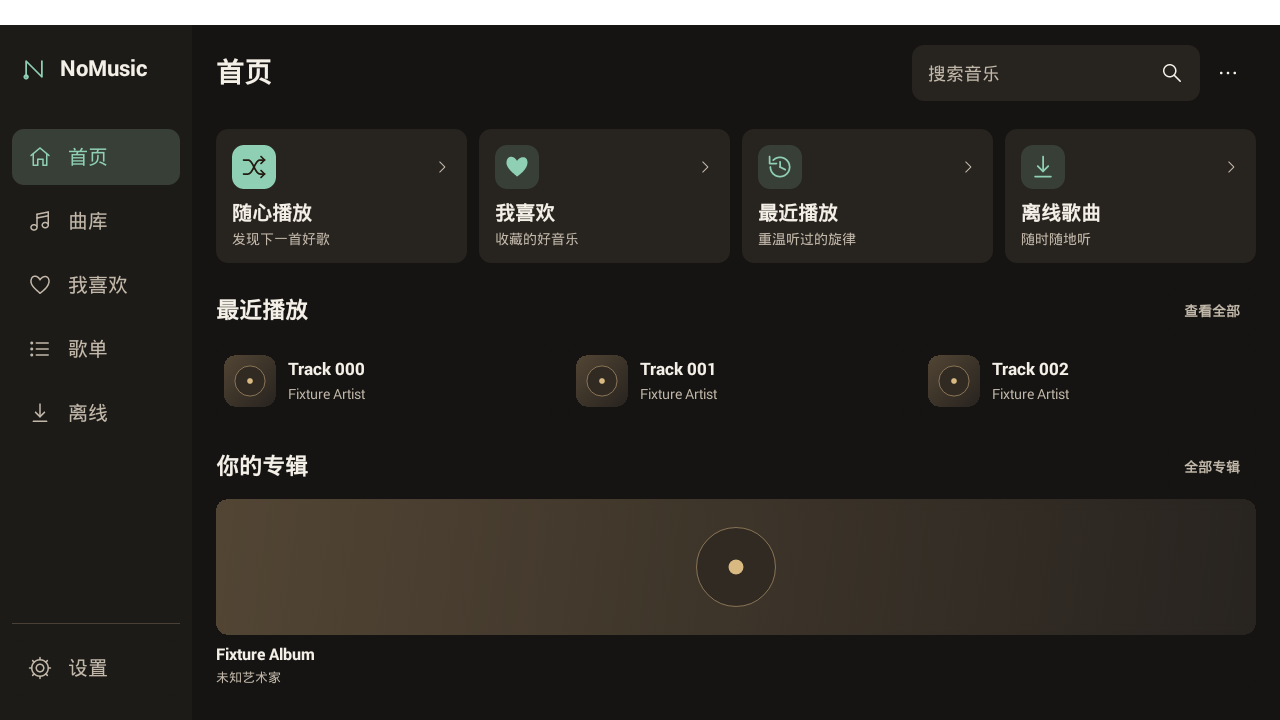 NoMusic
首页
曲库
我喜欢
歌单
离线
设置
首页
搜索音乐
随心播放
发现下一首好歌
我喜欢
收藏的好音乐
最近播放
重温听过的旋律
离线歌曲
随时随地听
最近播放
查看全部
Track 000
Fixture Artist
Track 001
Fixture Artist
Track 002
Fixture Artist
你的专辑
全部专辑
Fixture Album
未知艺术家